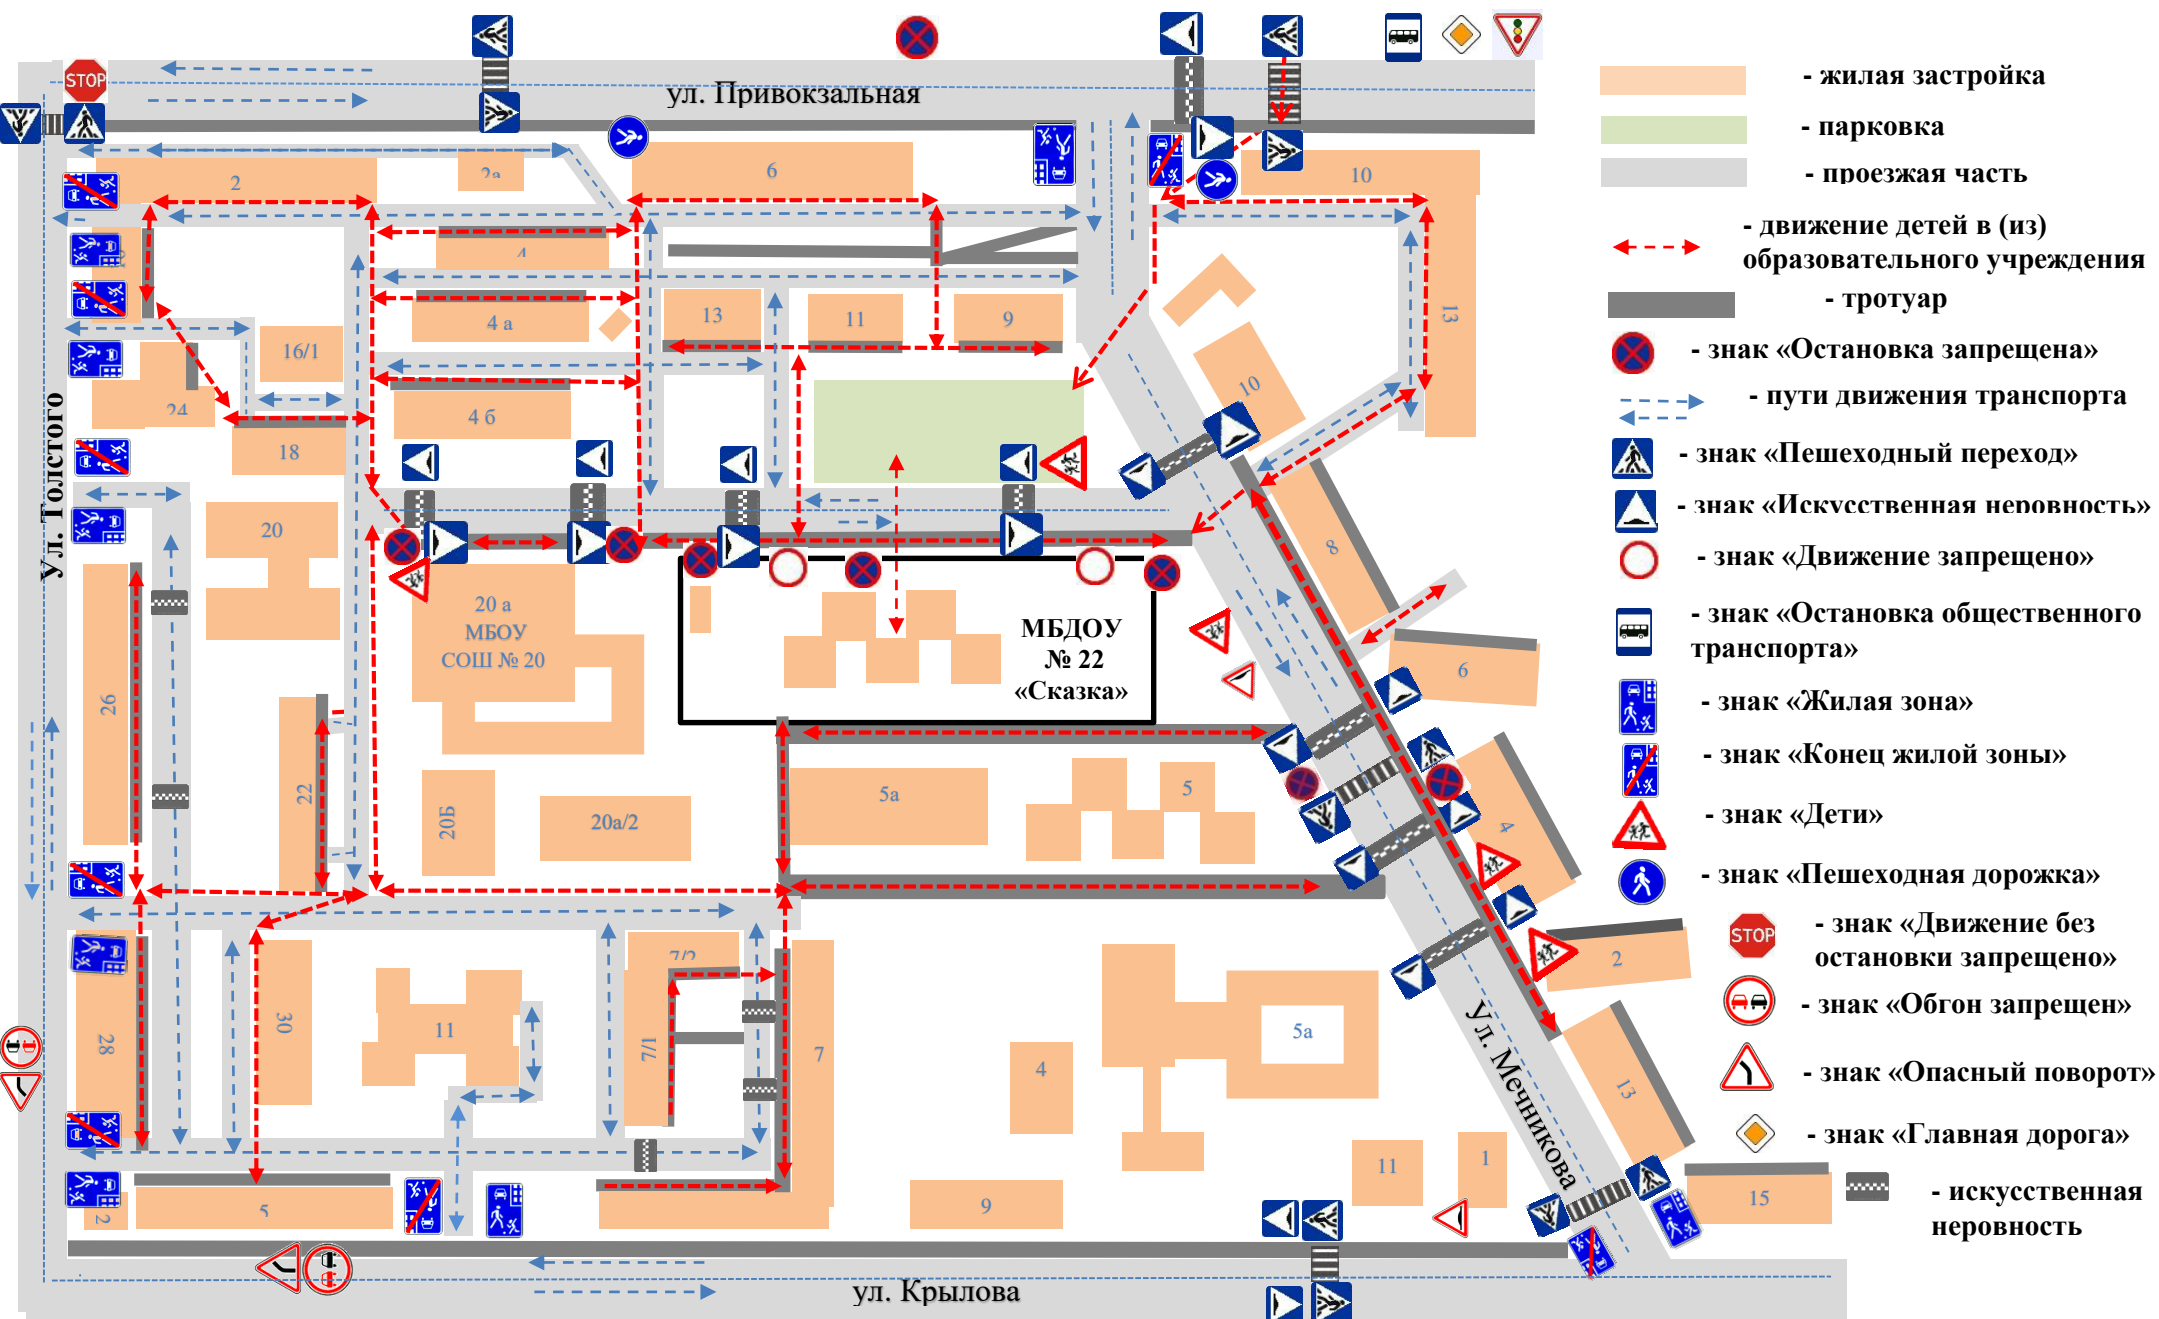 STOP
ул. Привокзальная
2
2а
6
10
4
4 а
13
11
9
13
16/1
4 б
10
24
18
Ул. Толстого
20
8
20 а
МБОУ
СОШ № 20
МБДОУ
№ 22
«Сказка»
6
26
22
20Б
20а/2
5а
5
4
2
28
30
11
7/2
7/1
7
4
5а
Ул. Мечникова
13
11
1
15
2
5
9
ул. Крылова
- жилая застройка
- парковка
- проезжая часть
- движение детей в (из)
образовательного учреждения
- тротуар
- знак «Остановка запрещена»
- пути движения транспорта
- знак «Пешеходный переход»
- знак «Искусственная неровность»
- знак «Движение запрещено»
- знак «Остановка общественного
транспорта»
- знак «Жилая зона»
- знак «Конец жилой зоны»
- знак «Дети»
- знак «Пешеходная дорожка»
STOP
- знак «Движение без
остановки запрещено»
- знак «Обгон запрещен»
- знак «Опасный поворот»
- знак «Главная дорога»
- искусственная
неровность